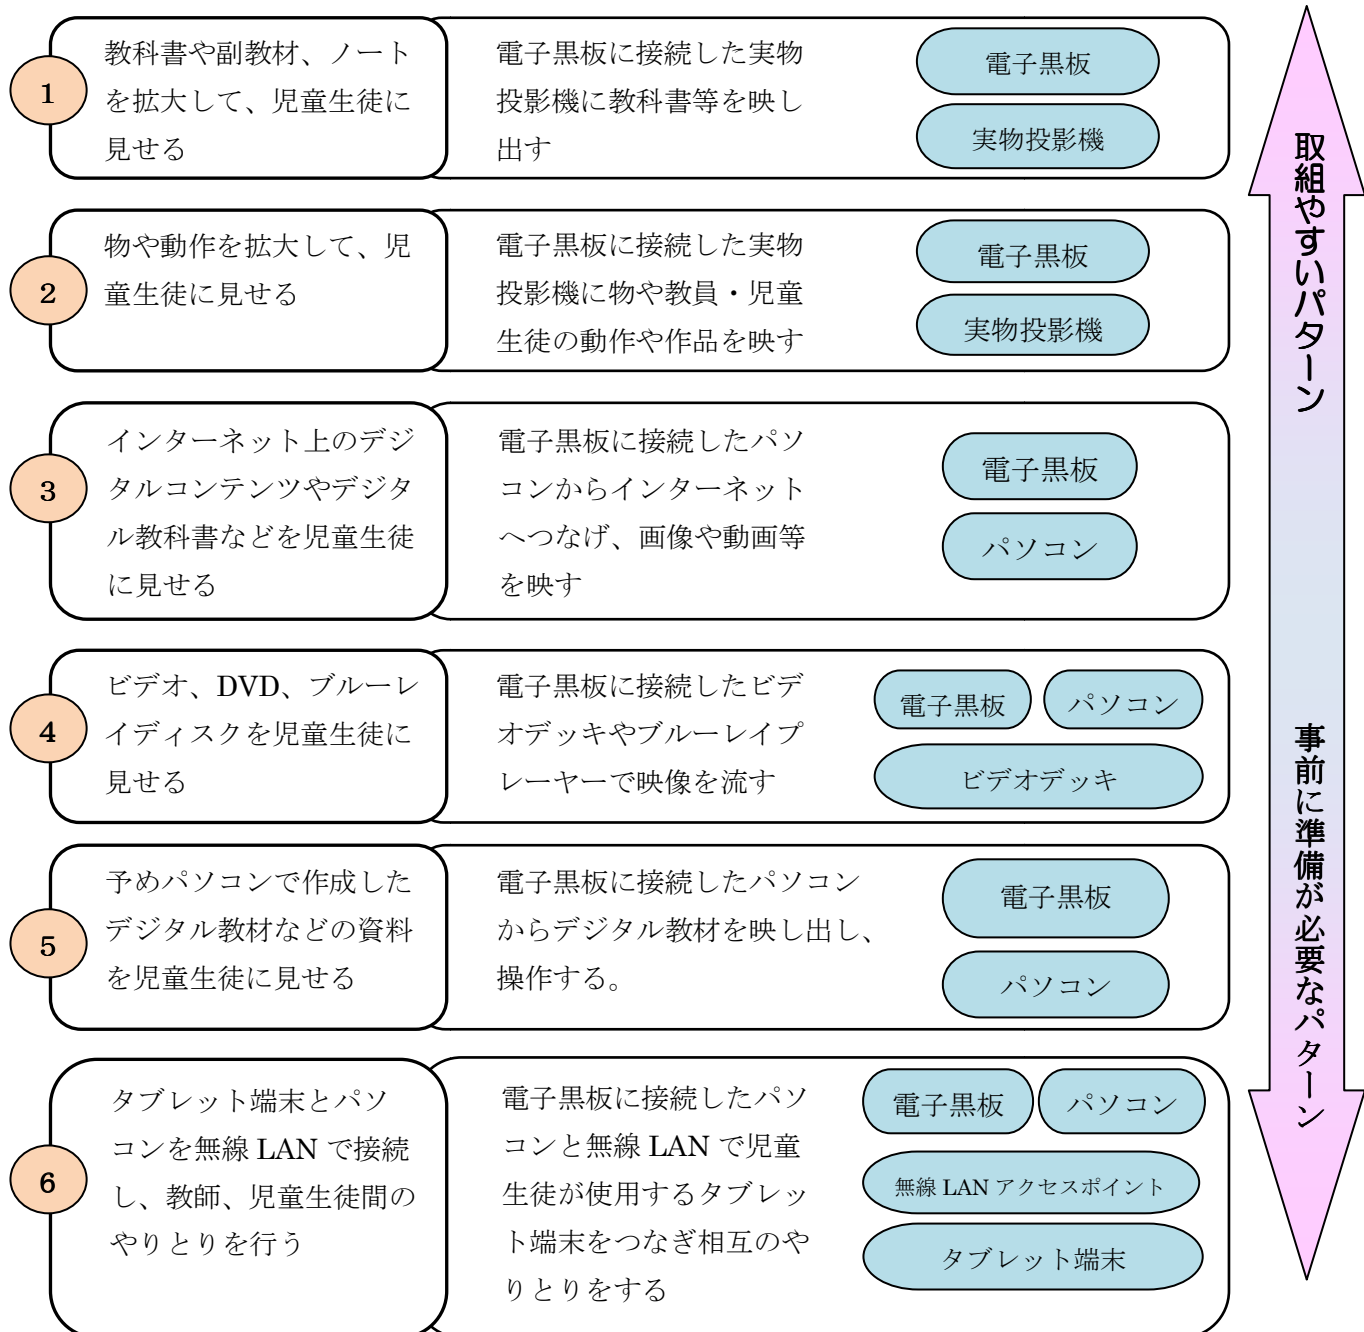 1
教科書や副教材、ノート
を拡大して、児童生徒に
見せる
電子黒板に接続した実物
投影機に教科書等を映し
出す
電子黒板
実物投影機
2
物や動作を拡大して、児
童生徒に見せる
電子黒板に接続した実物
投影機に物や教員・児童
生徒の動作や作品を映す
電子黒板
実物投影機
3
インターネット上のデジ
タルコンテンツやデジタ
ル教科書などを児童生徒
に見せる
電子黒板に接続したパソ
コンからインターネット
へつなげ、画像や動画等
を映す
電子黒板
パソコン
4
ビデオ、DVD、ブルーレ
イディスクを児童生徒に
見せる
電子黒板に接続したビデ
オデッキやブルーレイプ
レーヤーで映像を流す
電子黒板
パソコン
ビデオデッキ
5
予めパソコンで作成した
デジタル教材などの資料
を児童生徒に見せる
電子黒板に接続したパソコン
からデジタル教材を映し出し、
操作する。
電子黒板
パソコン
6
タブレット端末とパソ
コンを無線 LAN で接続
し、教師、児童生徒間の
やりとりを行う
電子黒板に接続したパソ
コンと無線 LAN で児童
生徒が使用するタブレッ
ト端末をつなぎ相互のや
りとりをする
電子黒板
パソコン
無線 LAN アクセスポイント
タブレット端末
取組やすいパターン
事前に準備が必要なパターン